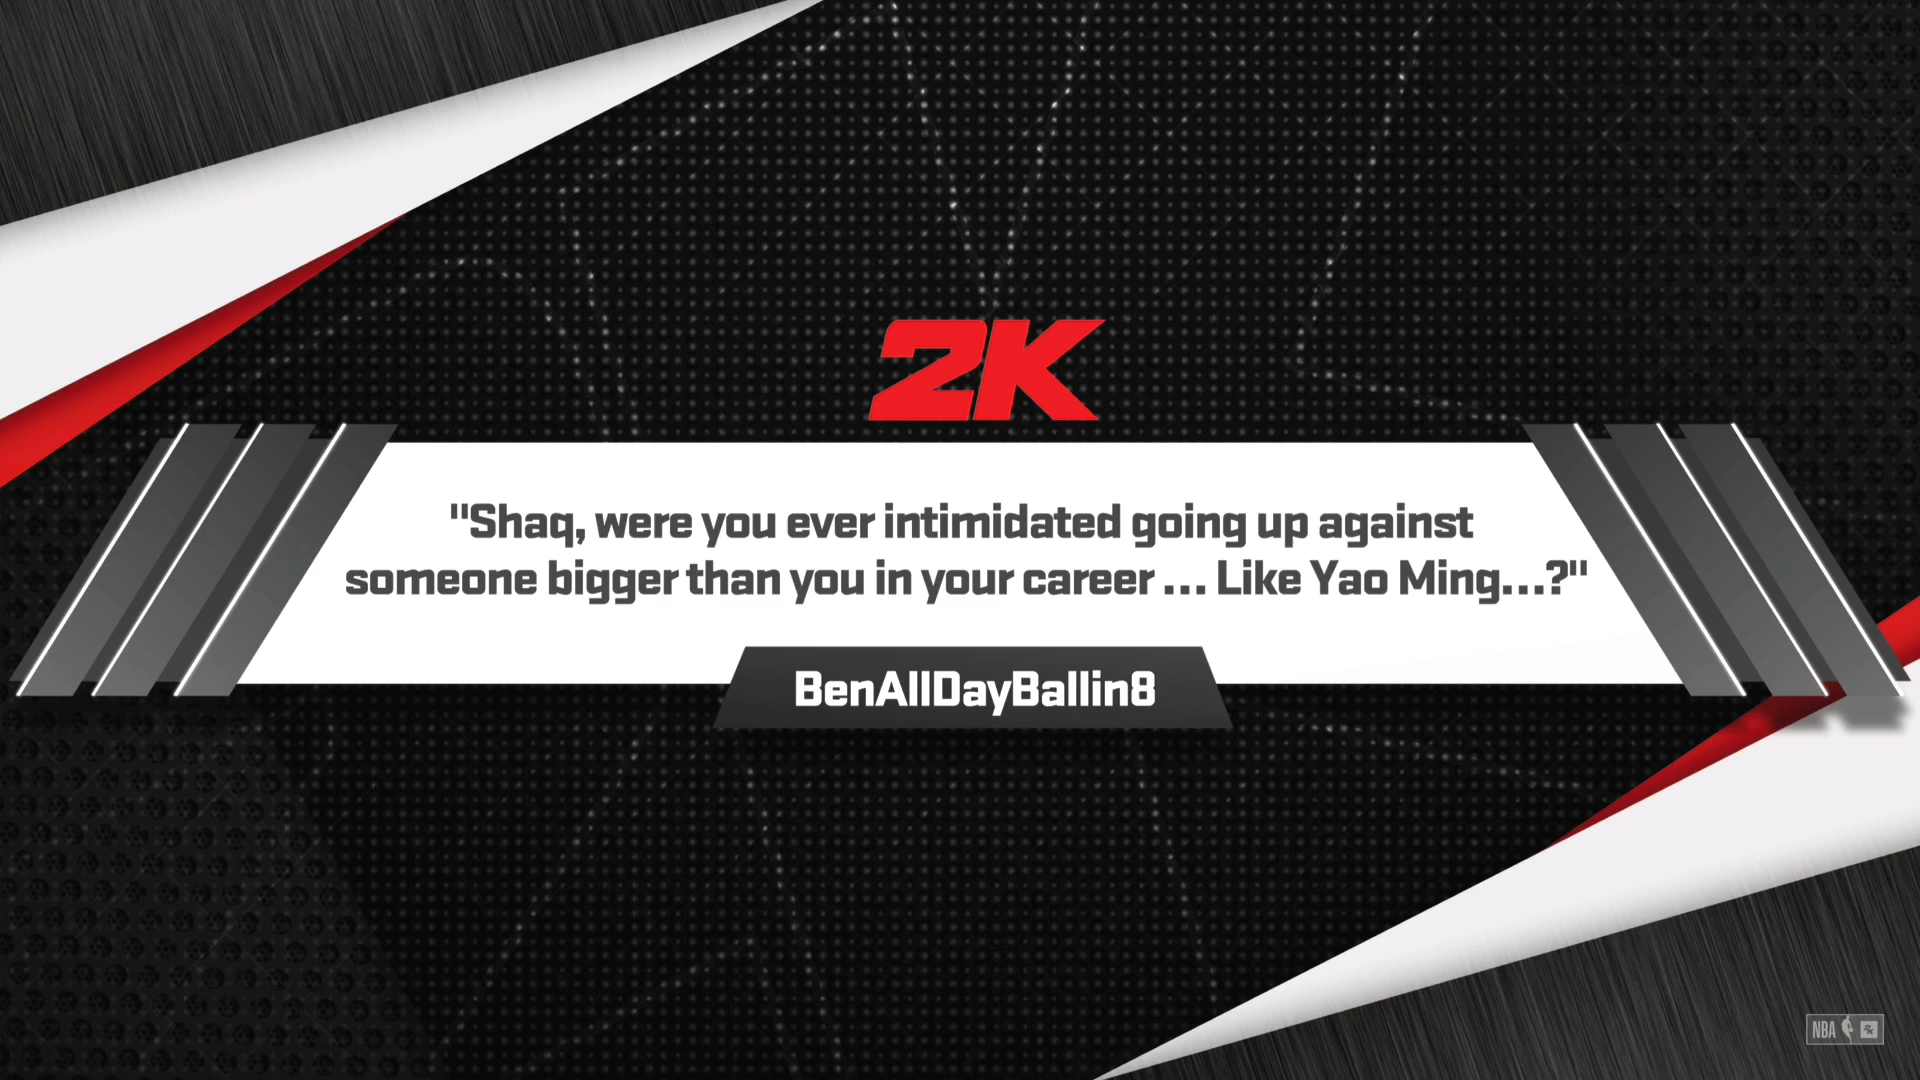 2K
"Shaq, were you ever intimidated going up against
someone bigger than you in your career ... Like Yao Ming...?"
BenAllDayBallin8
NBA 2K